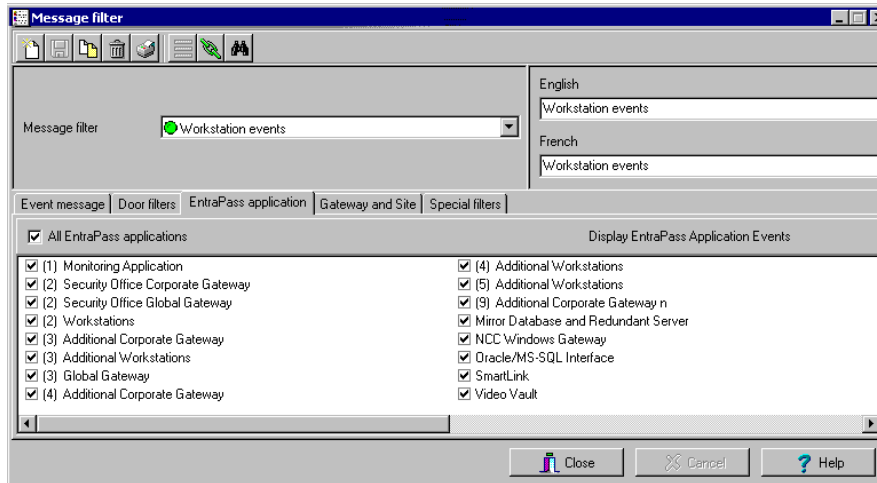 Message filter
English
Workstation events
Message filter
Workstation events
French
Workstation events
Event message
Door filters
EntraPass application
Gateway and Site
Special filters
All EntraPass applications
Display EntraPass Application Events
(1) Monitoring Application
(2) Security Office Corporate Gateway
(2) Security Office Global Gateway
(2) Workstations
(3) Additional Corporate Gateway
(3) Additional Workstations
(3) Global Gateway
(4) Additional Corporate Gateway
(4) Additional Workstations
(5) Additional Workstations
(9) Additional Corporate Gateway n
Mirror Database and Redundant Server
NCC Windows Gateway
Oracle/MS-SQL Interface
SmartLink
Video Vault
Close
Cancel
Help